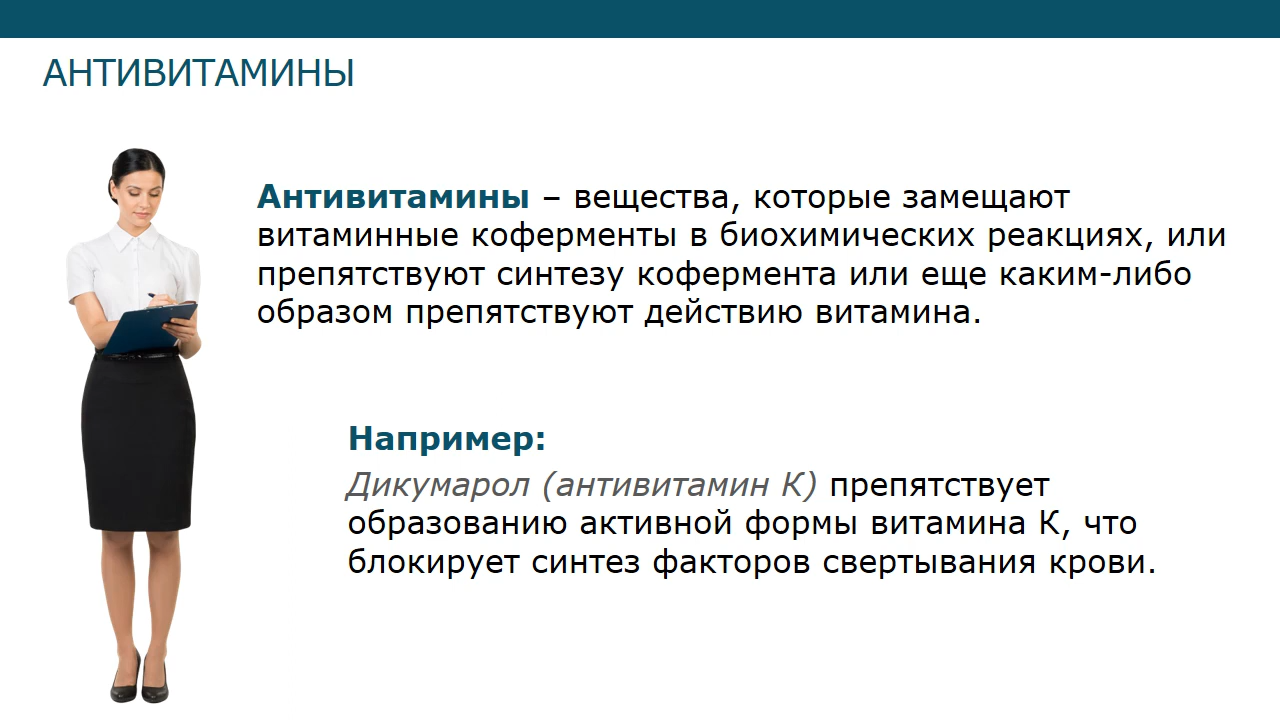 АНТИВИТАМИНЫ
Антивитамины – вещества, которые замещают
витаминные коферменты в биохимических реакциях, или
препятствуют синтезу кофермента или еще каким-либо
образом препятствуют действию витамина.
Например:
Дикумарол (антивитамин К) препятствует
образованию активной формы витамина К, что
блокирует синтез факторов свертывания крови.